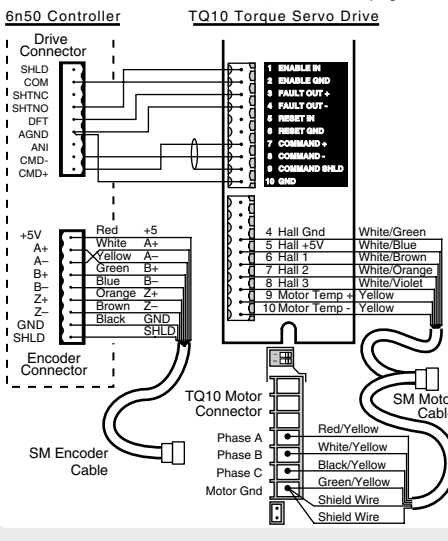 6n50 Controller
TQ10 Torque Servo Drive
Drive
Connector
SHLD
COM
SHTNC
SHTNO
DFT
AGND
ANI
CMD-
CMD+
1 ENABLE IN
2 ENABLE GND
3 FAULT OUT +
4 FAULT OUT -
5 RESET IN
6 RESET GND
7 COMMAND +
8 COMMAND -
9 COMMAND SHLD
10 GND
+5V
A+
A–
B+
B–
Z+
Z–
GND
SHLD
Red +5
White A+
Yellow A–
Green B+
Blue B–
Orange Z+
Brown Z–
Black GND
SHLD
Encoder
Connector
4 Hall Gnd White/Green
5 Hall +5V White/Blue
6 Hall 1 White/Brown
7 Hall 2 White/Orange
8 Hall 3 White/Violet
9 Motor Temp + Yellow
10 Motor Temp - Yellow
SM Encoder
Cable
TQ10 Motor
Connector
SM Moto
Cable
Phase A Red/Yellow
Phase B White/Yellow
Phase C Black/Yellow
Motor Gnd Green/Yellow
Shield Wire
Shield Wire